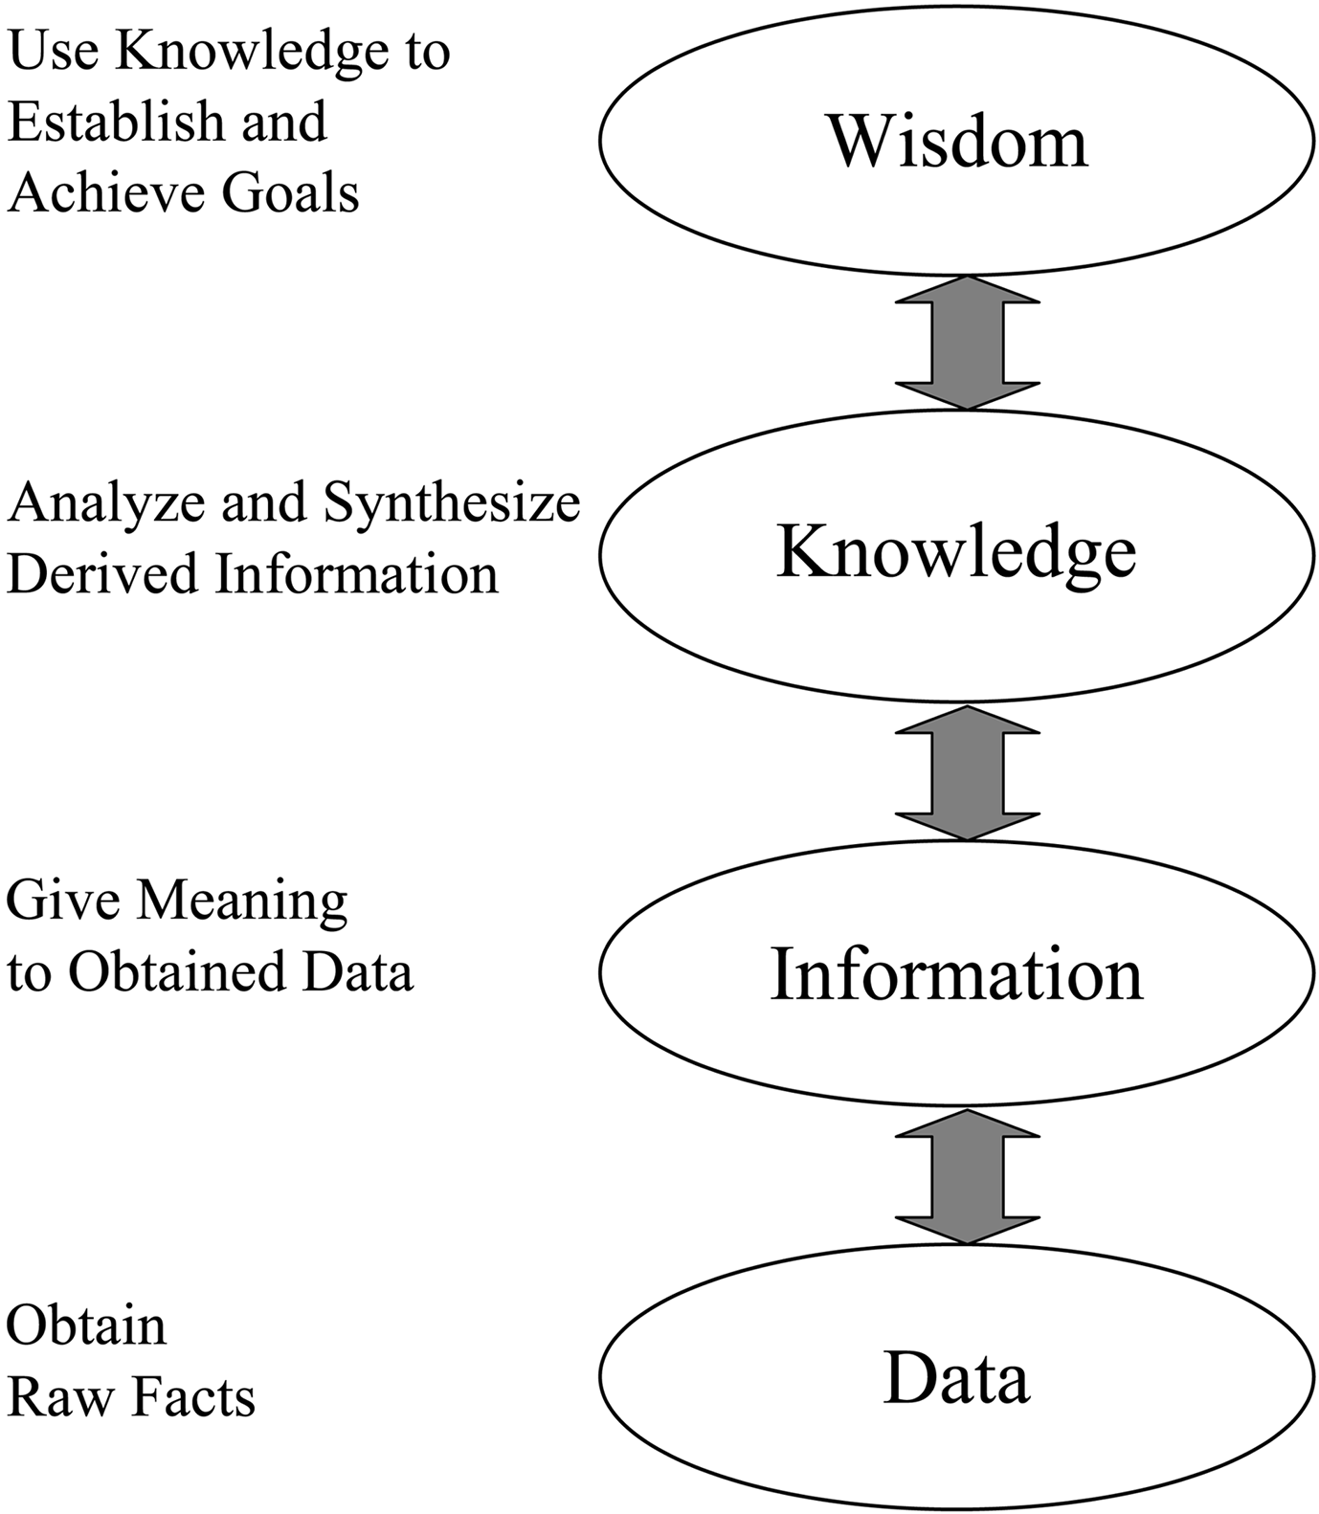 Use Knowledge to
Establish and
Achieve Goals
Wisdom
Analyze and Synthesize
Derived Information
Knowledge
Give Meaning
to Obtained Data
Information
Obtain
Raw Facts
Data